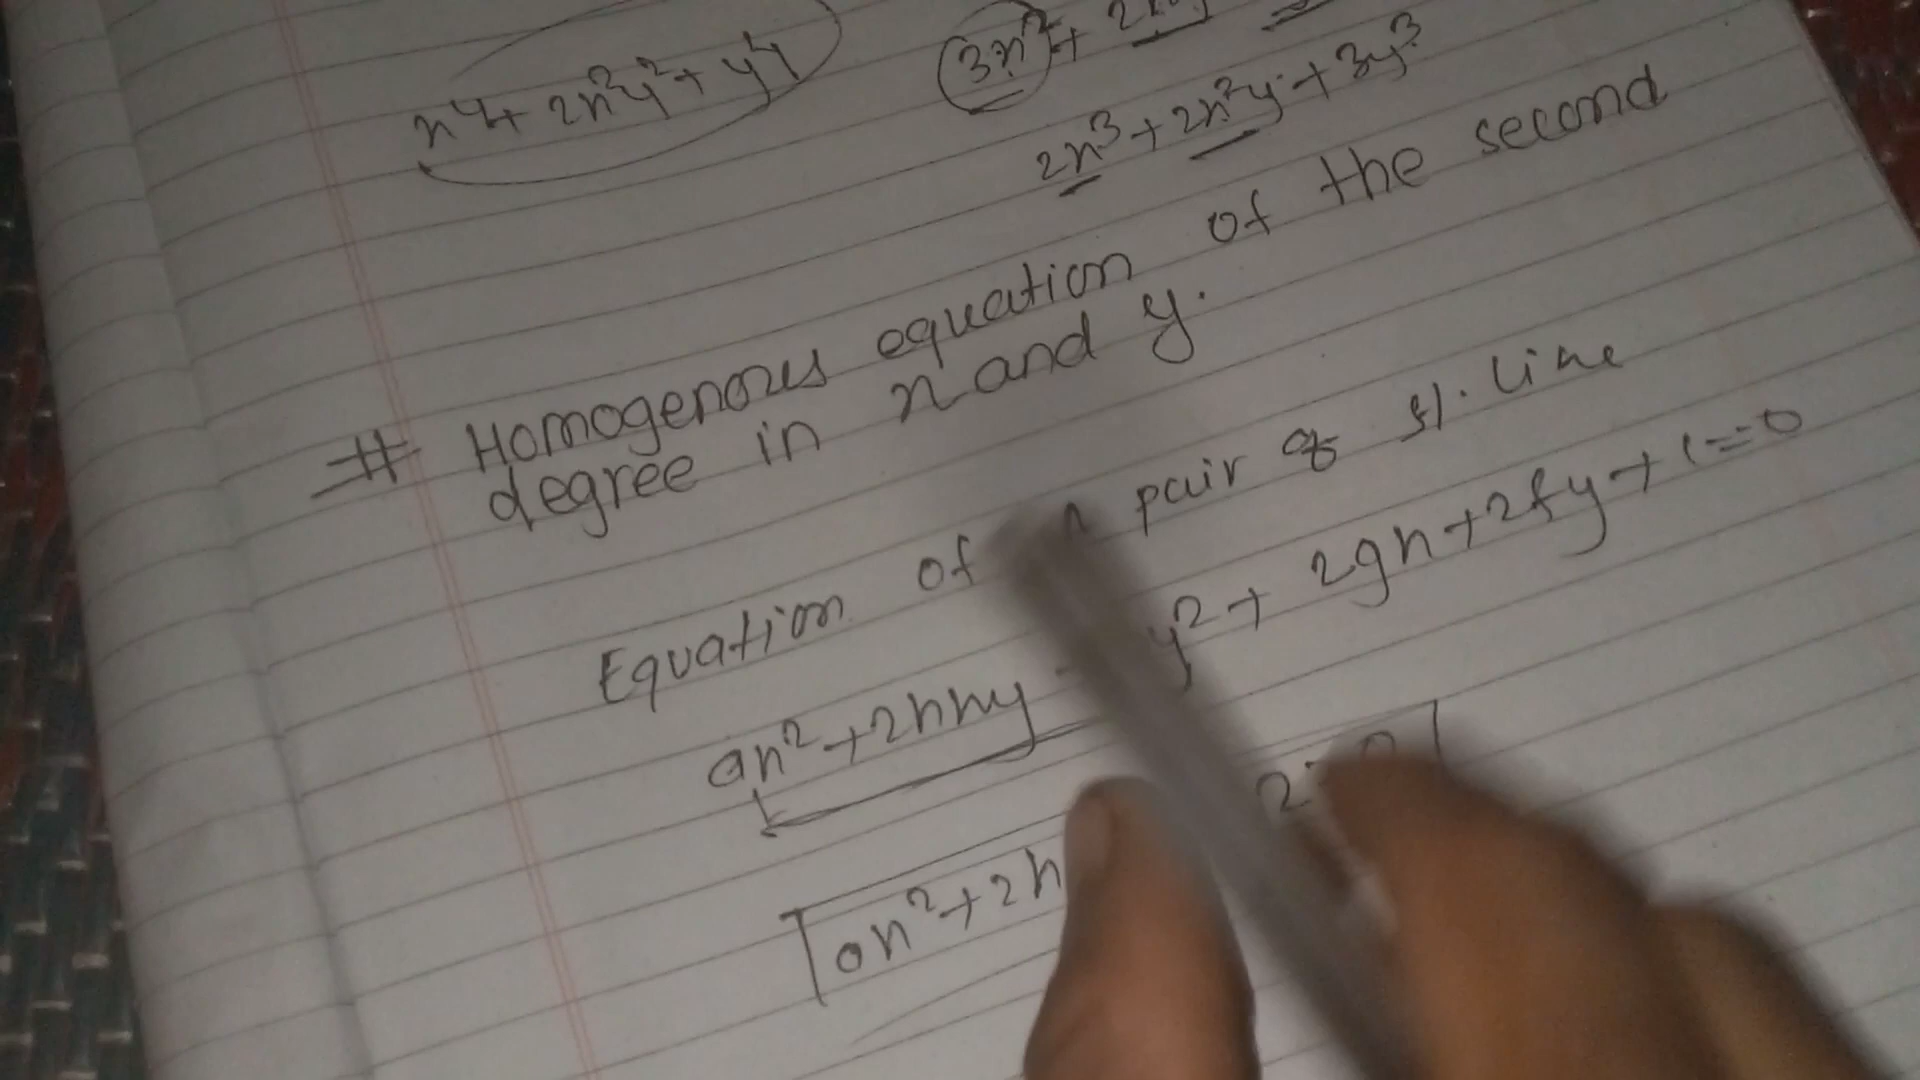 x⁴+ 2x²y²+ y⁴
3x²+
2x³+2x²y+3y³
# Homogenous equation of the second
degree in x and y.
Equation of pair of st. line
ax²+2hxy y²+ 2gx+2fy+c=0
ax²+2h